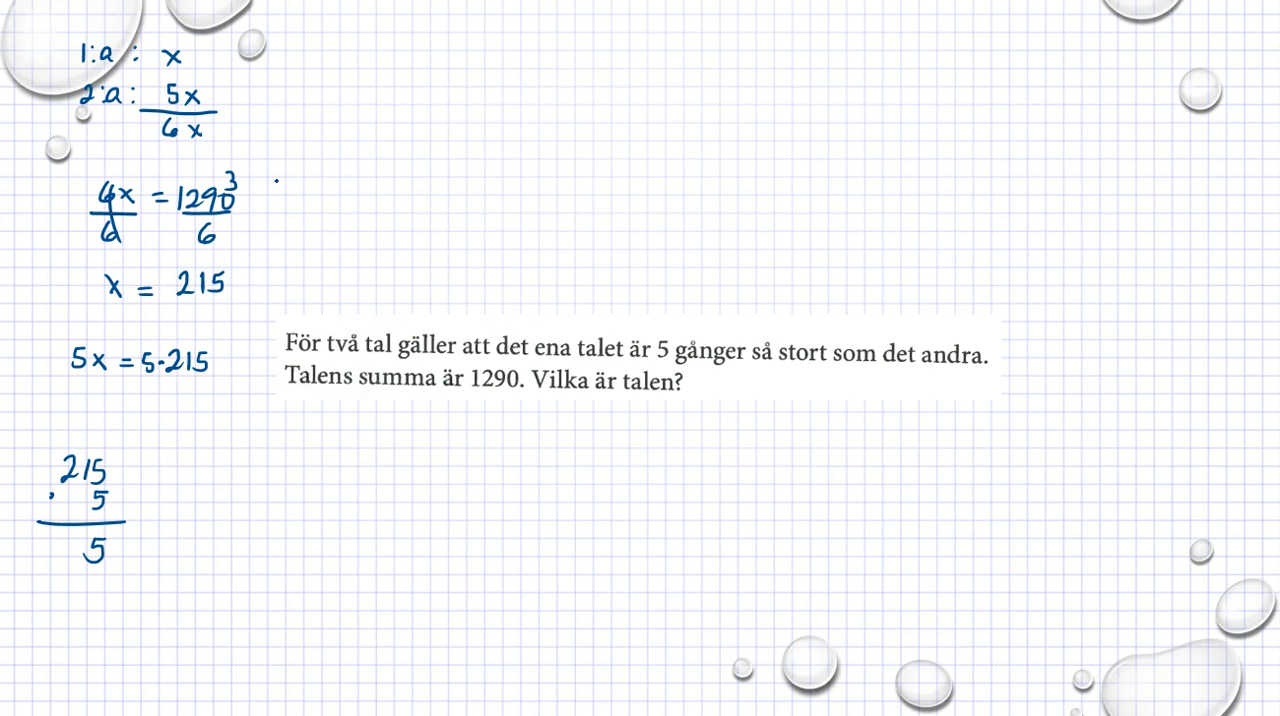 1:a : x
2:a : 5x
6x
6x = 1290 3
6 6
x = 215
5x = 5·215
För två tal gäller att det ena talet är 5 gånger så stort som det andra.
Talens summa är 1290. Vilka är talen?
215
· 5
5